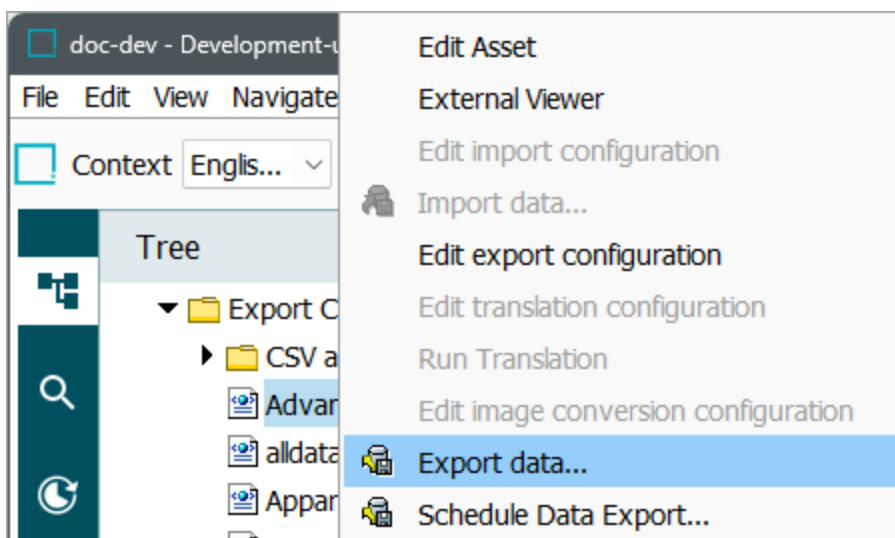 doc-dev - Development-
File Edit View Navigate
Context Englis...
Tree
Export C
CSV a
Advar
alldata
Appar
Edit Asset
External Viewer
Edit import configuration
Import data...
Edit export configuration
Edit translation configuration
Run Translation
Edit image conversion configuration
Export data...
Schedule Data Export...